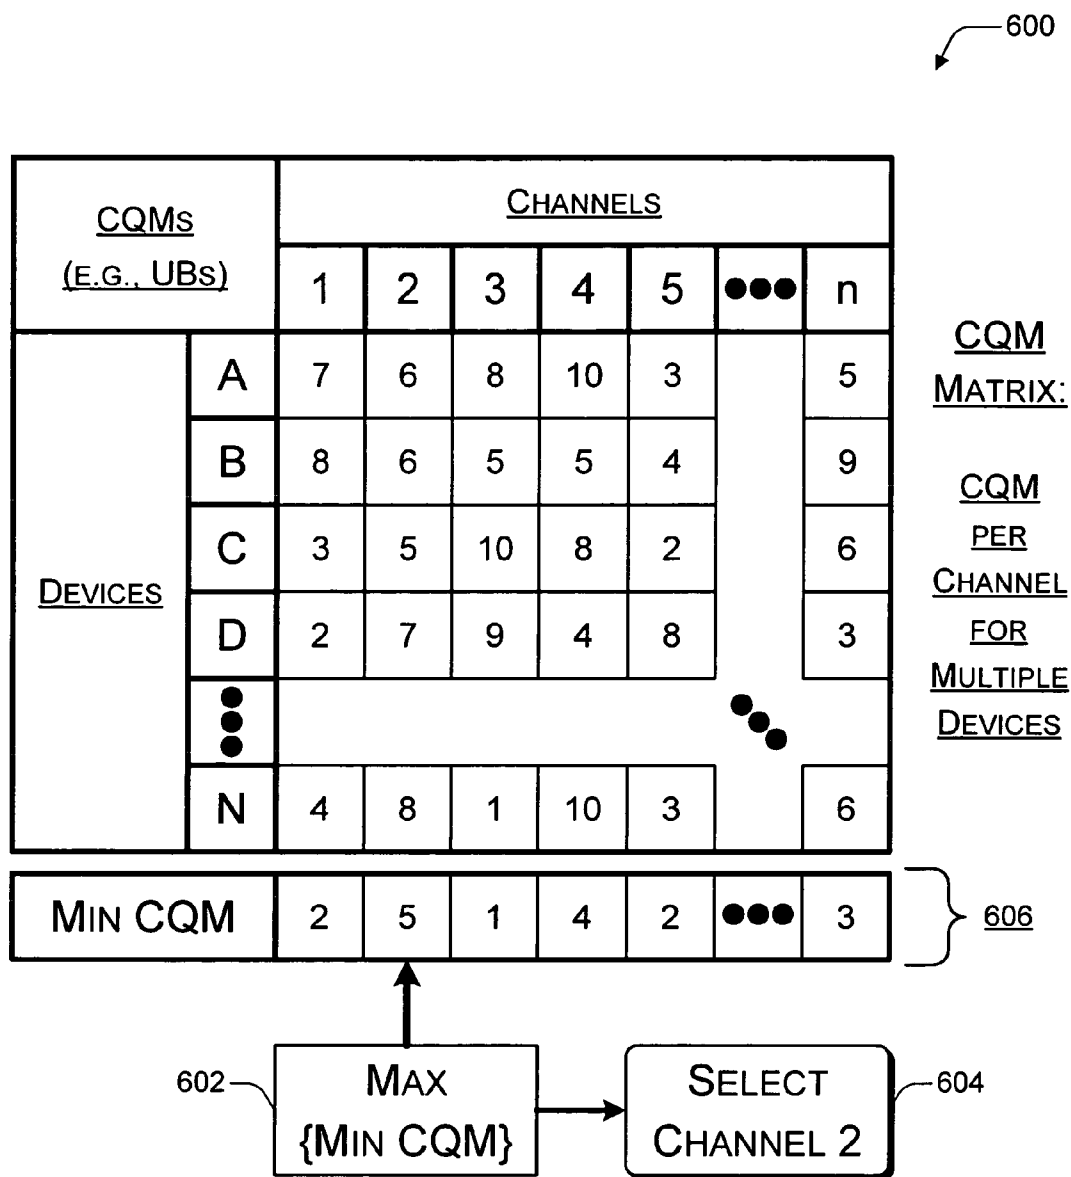 600
CQMs
(E.G., UBs)
CHANNELS
1 2 3 4 5 ●●● n
DEVICES
A 7 6 8 10 3 5
B 8 6 5 5 4 9
C 3 5 10 8 2 6
D 2 7 9 4 8 3
N 4 8 1 10 3 6
MIN CQM 2 5 1 4 2 ●●● 3
606
CQM
MATRIX:
CQM
PER
CHANNEL
FOR
MULTIPLE
DEVICES
602
MAX
{MIN CQM}
SELECT
CHANNEL 2
604